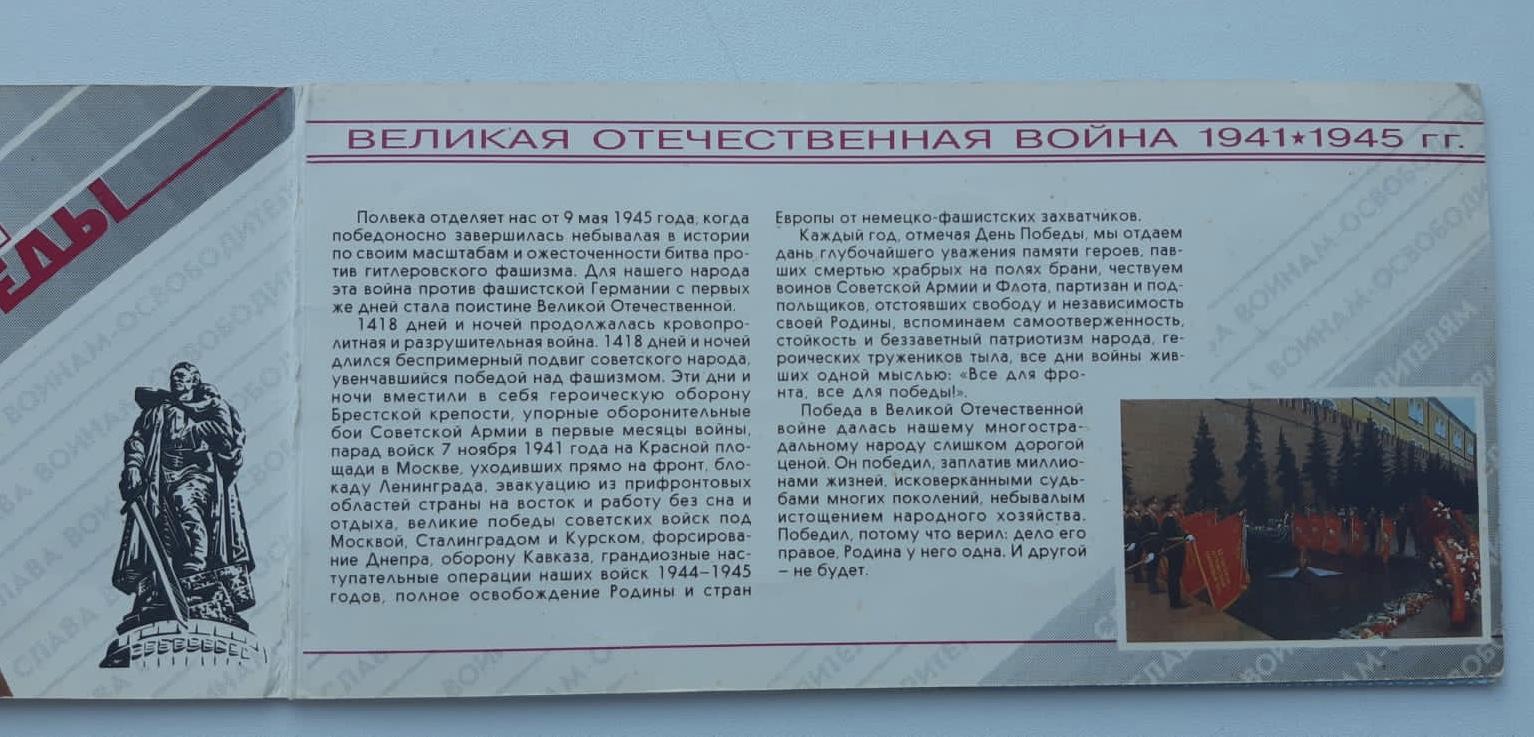 ЕДЫ
ВЕЛИКАЯ ОТЕЧЕСТВЕННАЯ ВОЙНА 1941★1945 г.г.
Полвека отделяет нас от 9 мая 1945 года, когда
победоносно завершилась небывалая в истории
по своим масштабам и ожесточенности битва про-
тив гитлеровского фашизма. Для нашего народа
эта война против фашистской Германии с первых
же дней стала поистине Великой Отечественной.
1418 дней и ночей продолжалась кровопро-
литная и разрушительная война. 1418 дней и ночей
длился беспримерный подвиг советского народа,
увенчавшийся победой над фашизмом. Эти дни и
ночи вместили в себя героическую оборону
Брестской крепости, упорные оборонительные
бои Советской Армии в первые месяцы войны,
парад войск 7 ноября 1941 года на Красной пло-
щади в Москве, уходивших прямо на фронт, бло-
каду Ленинграда, эвакуацию из прифронтовых
областей страны на восток и работу без сна и
отдыха, великие победы советских войск под
Москвой, Сталинградом и Курском, форсирова-
ние Днепра, оборону Кавказа, грандиозные нас-
тупательные операции наших войск 1944–1945
годов, полное освобождение Родины и стран
Европы от немецко-фашистских захватчиков.
Каждый год, отмечая День Победы, мы отдаем
дань глубочайшего уважения памяти героев, пав-
ших смертью храбрых на полях брани, чествуем
воинов Советской Армии и Флота, партизан и под-
польщиков, отстоявших свободу и независимость
своей Родины, вспоминаем самоотверженность,
стойкость и беззаветный патриотизм народа, ге-
роических тружеников тыла, все дни войны жив-
ших одной мыслью: «Все для фро-
нта, все для победы!».
Победа в Великой Отечественной
войне далась нашему многостра-
дальному народу слишком дорогой
ценой. Он победил, заплатив миллио-
нами жизней, исковерканными судь-
бами многих поколений, небывалым
истощением народного хозяйства.
Победил, потому что верил: дело его
правое, Родина у него одна. И другой
– не будет.
СЛАВА ВОИНАМ-ОСВОБОДИТЕЛЯМ